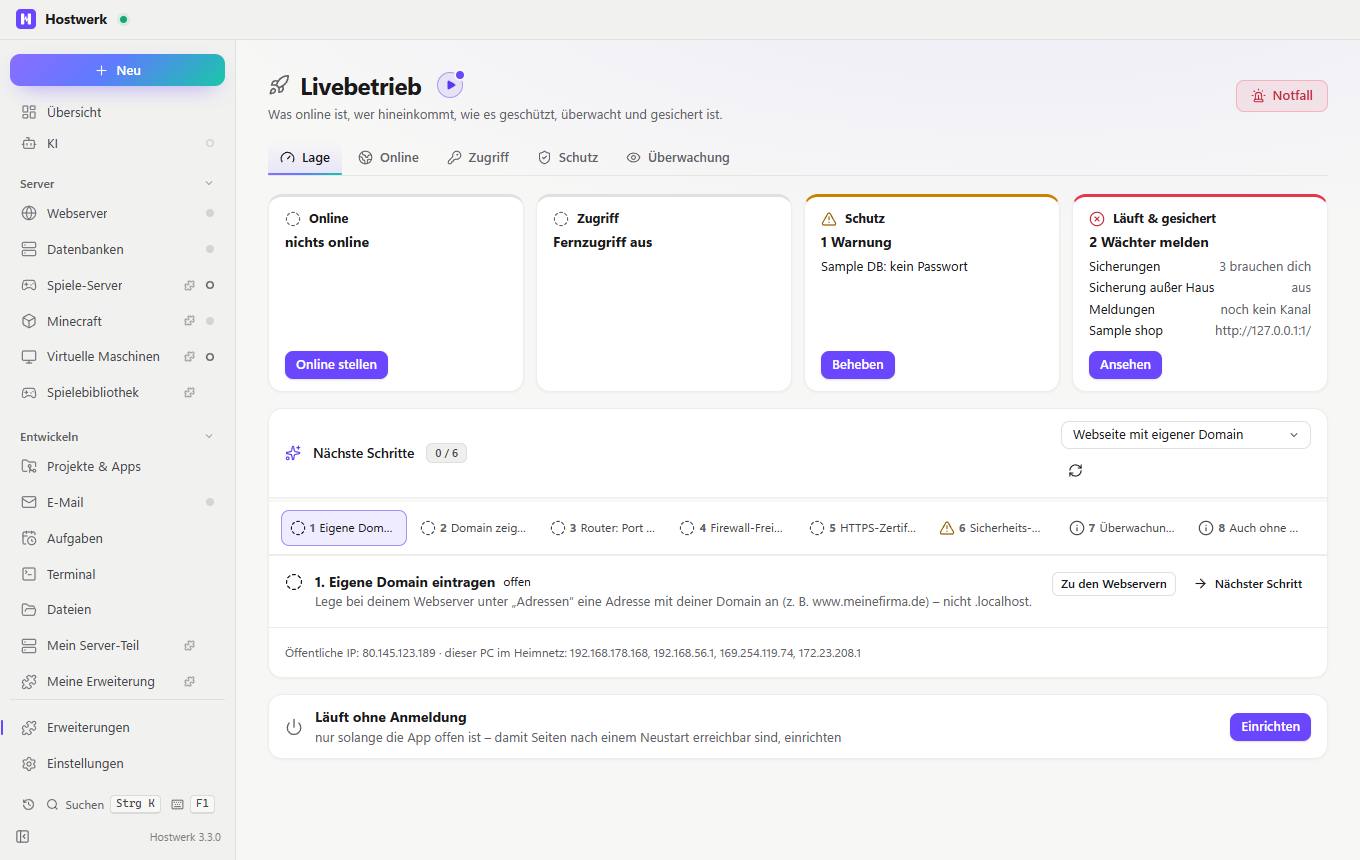 Hostwerk
Neu
Übersicht
KI
Server
Webserver
Datenbanken
Spiele-Server
Minecraft
Virtuelle Maschinen
Spielebibliothek
Entwickeln
Projekte & Apps
E-Mail
Aufgaben
Terminal
Dateien
Mein Server-Teil
Meine Erweiterung
Erweiterungen
Einstellungen
Suchen Strg K F1
Hostwerk 3.3.0
Livebetrieb
Was online ist, wer hineinkommt, wie es geschützt, überwacht und gesichert ist.
Notfall
Lage Online Zugriff Schutz Überwachung
Online
nichts online
Online stellen
Zugriff
Fernzugriff aus
Schutz
1 Warnung
Sample DB: kein Passwort
Beheben
Läuft & gesichert
2 Wächter melden
Sicherungen 3 brauchen dich
Sicherung außer Haus aus
Meldungen noch kein Kanal
Sample shop http://127.0.0.1:1/
Ansehen
Nächste Schritte 0 / 6
Webseite mit eigener Domain
1 Eigene Dom... 2 Domain zeig... 3 Router: Port ... 4 Firewall-Frei... 5 HTTPS-Zertif... 6 Sicherheits-... 7 Überwachun... 8 Auch ohne ...
1. Eigene Domain eintragen offen
Lege bei deinem Webserver unter „Adressen“ eine Adresse mit deiner Domain an (z. B. www.meinefirma.de) – nicht .localhost.
Zu den Webservern
Nächster Schritt
Öffentliche IP: 80.145.123.189 · dieser PC im Heimnetz: 192.168.178.168, 192.168.56.1, 169.254.119.74, 172.23.208.1
Läuft ohne Anmeldung
nur solange die App offen ist – damit Seiten nach einem Neustart erreichbar sind, einrichten
Einrichten